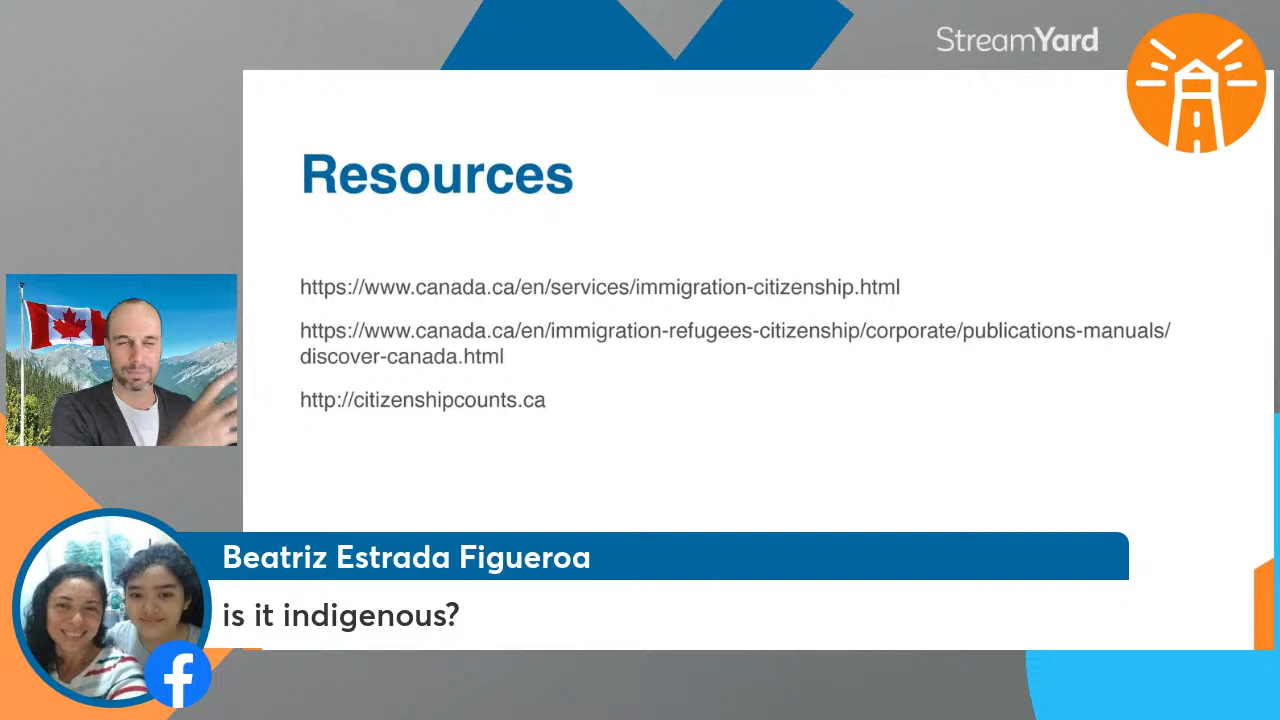 StreamYard
Resources
https://www.canada.ca/en/services/immigration-citizenship.html
https://www.canada.ca/en/immigration-refugees-citizenship/corporate/publications-manuals/
discover-canada.html
http://citizenshipcounts.ca
Beatriz Estrada Figueroa
is it indigenous?